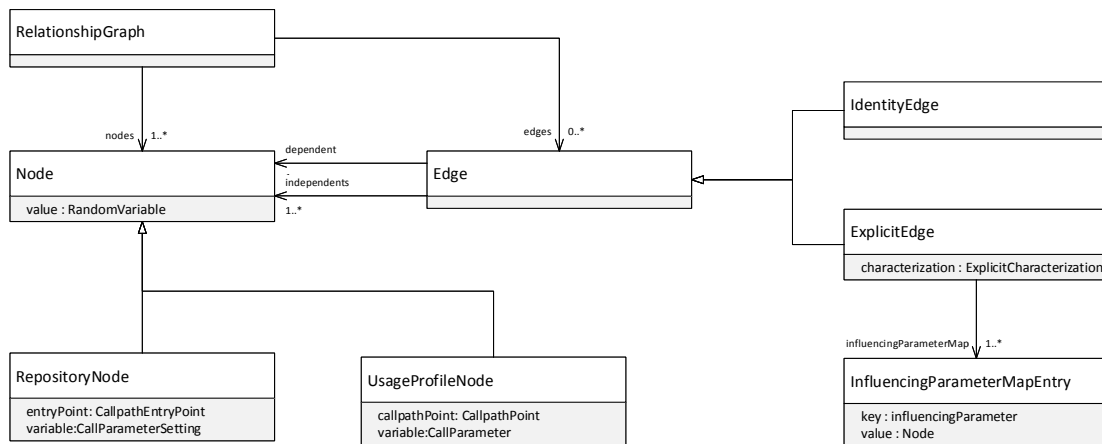 RelationshipGraph
nodes
1..*
edges
0..*
Node
value : RandomVariable
dependent
independents
1..*
Edge
IdentityEdge
ExplicitEdge
characterization : ExplicitCharacterization
influencingParameterMap
1..*
RepositoryNode
entryPoint: CallpathEntryPoint
variable:CallParameterSetting
UsageProfileNode
callpathPoint: CallpathPoint
variable:CallParameter
InfluencingParameterMapEntry
key : influencingParameter
value : Node